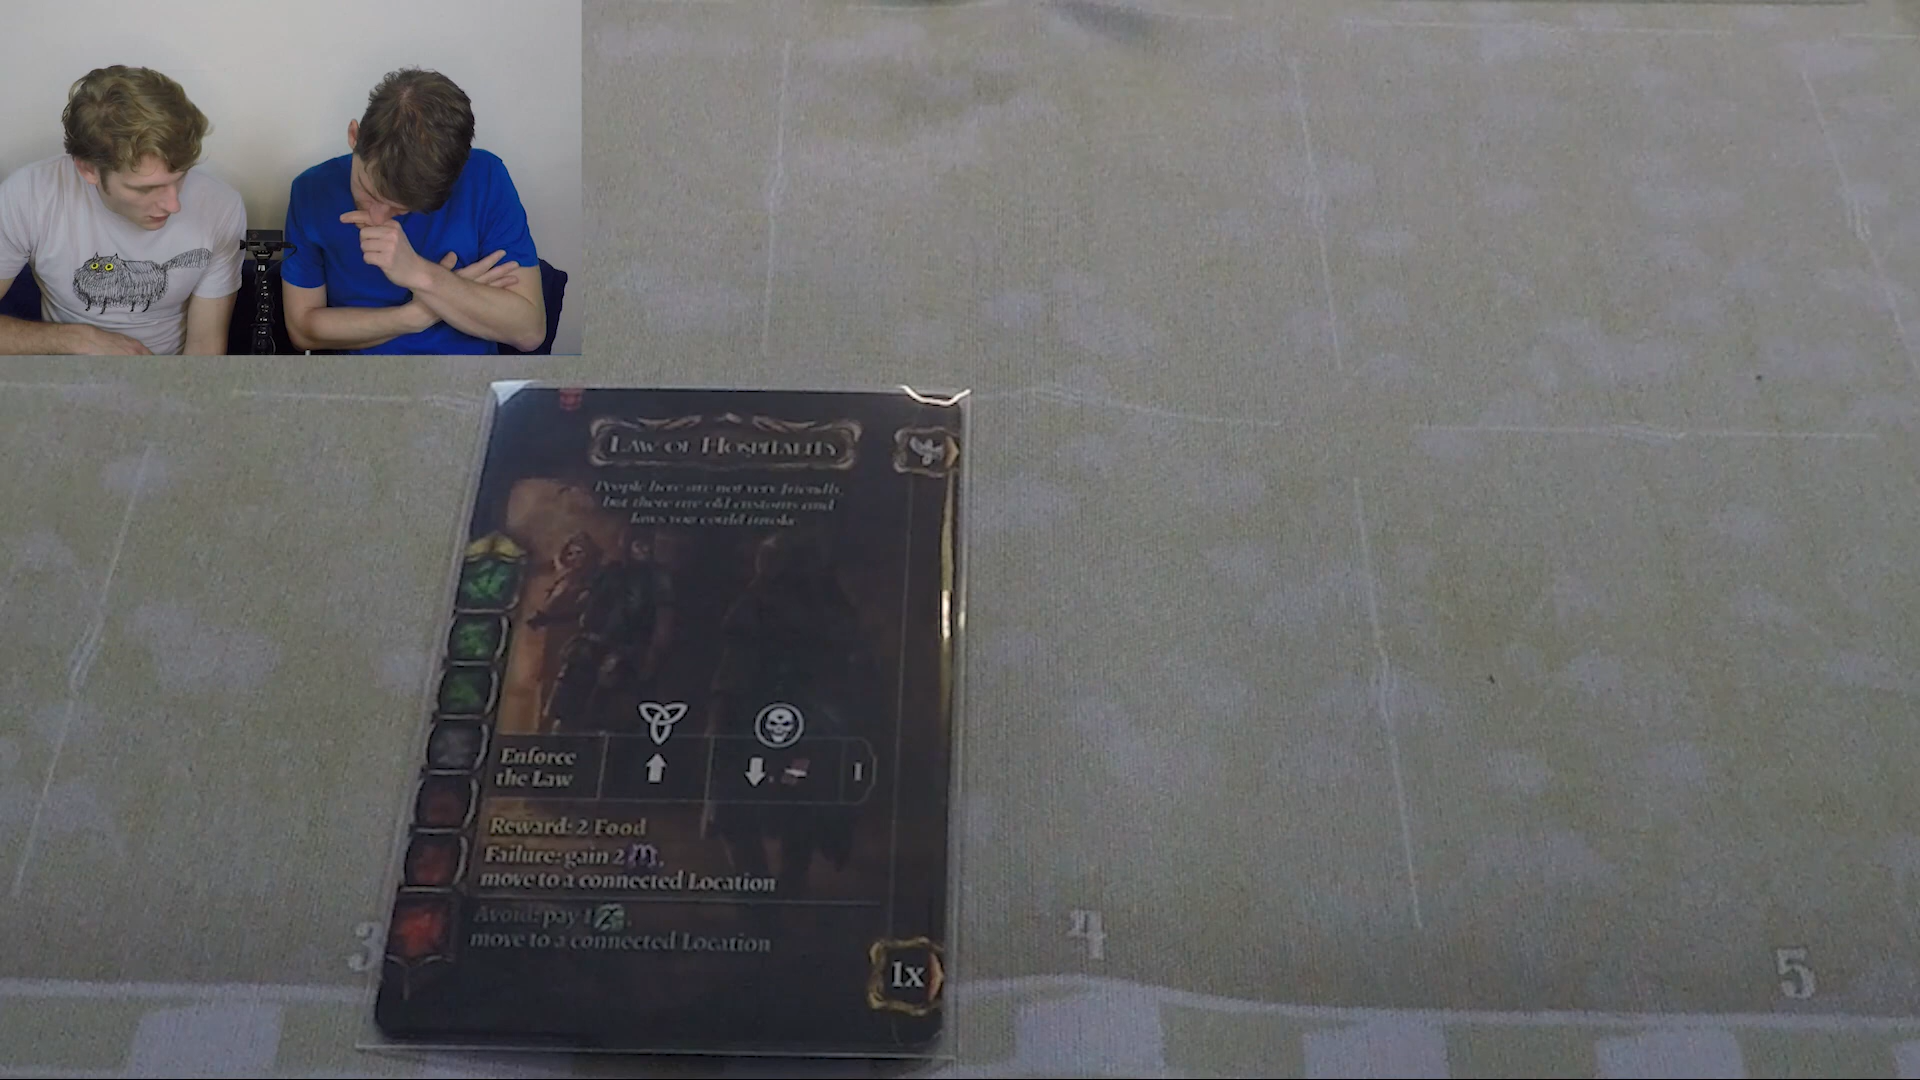 LAW OF HOSPITALITY
People here are not very friendly,
but there are old customs and
laws you could invoke.
Enforce
the Law
1
Reward: 2 Food
Failure: gain 2 ,
move to a connected Location
Avoid: pay 1 ,
move to a connected Location
1x
3
4
5